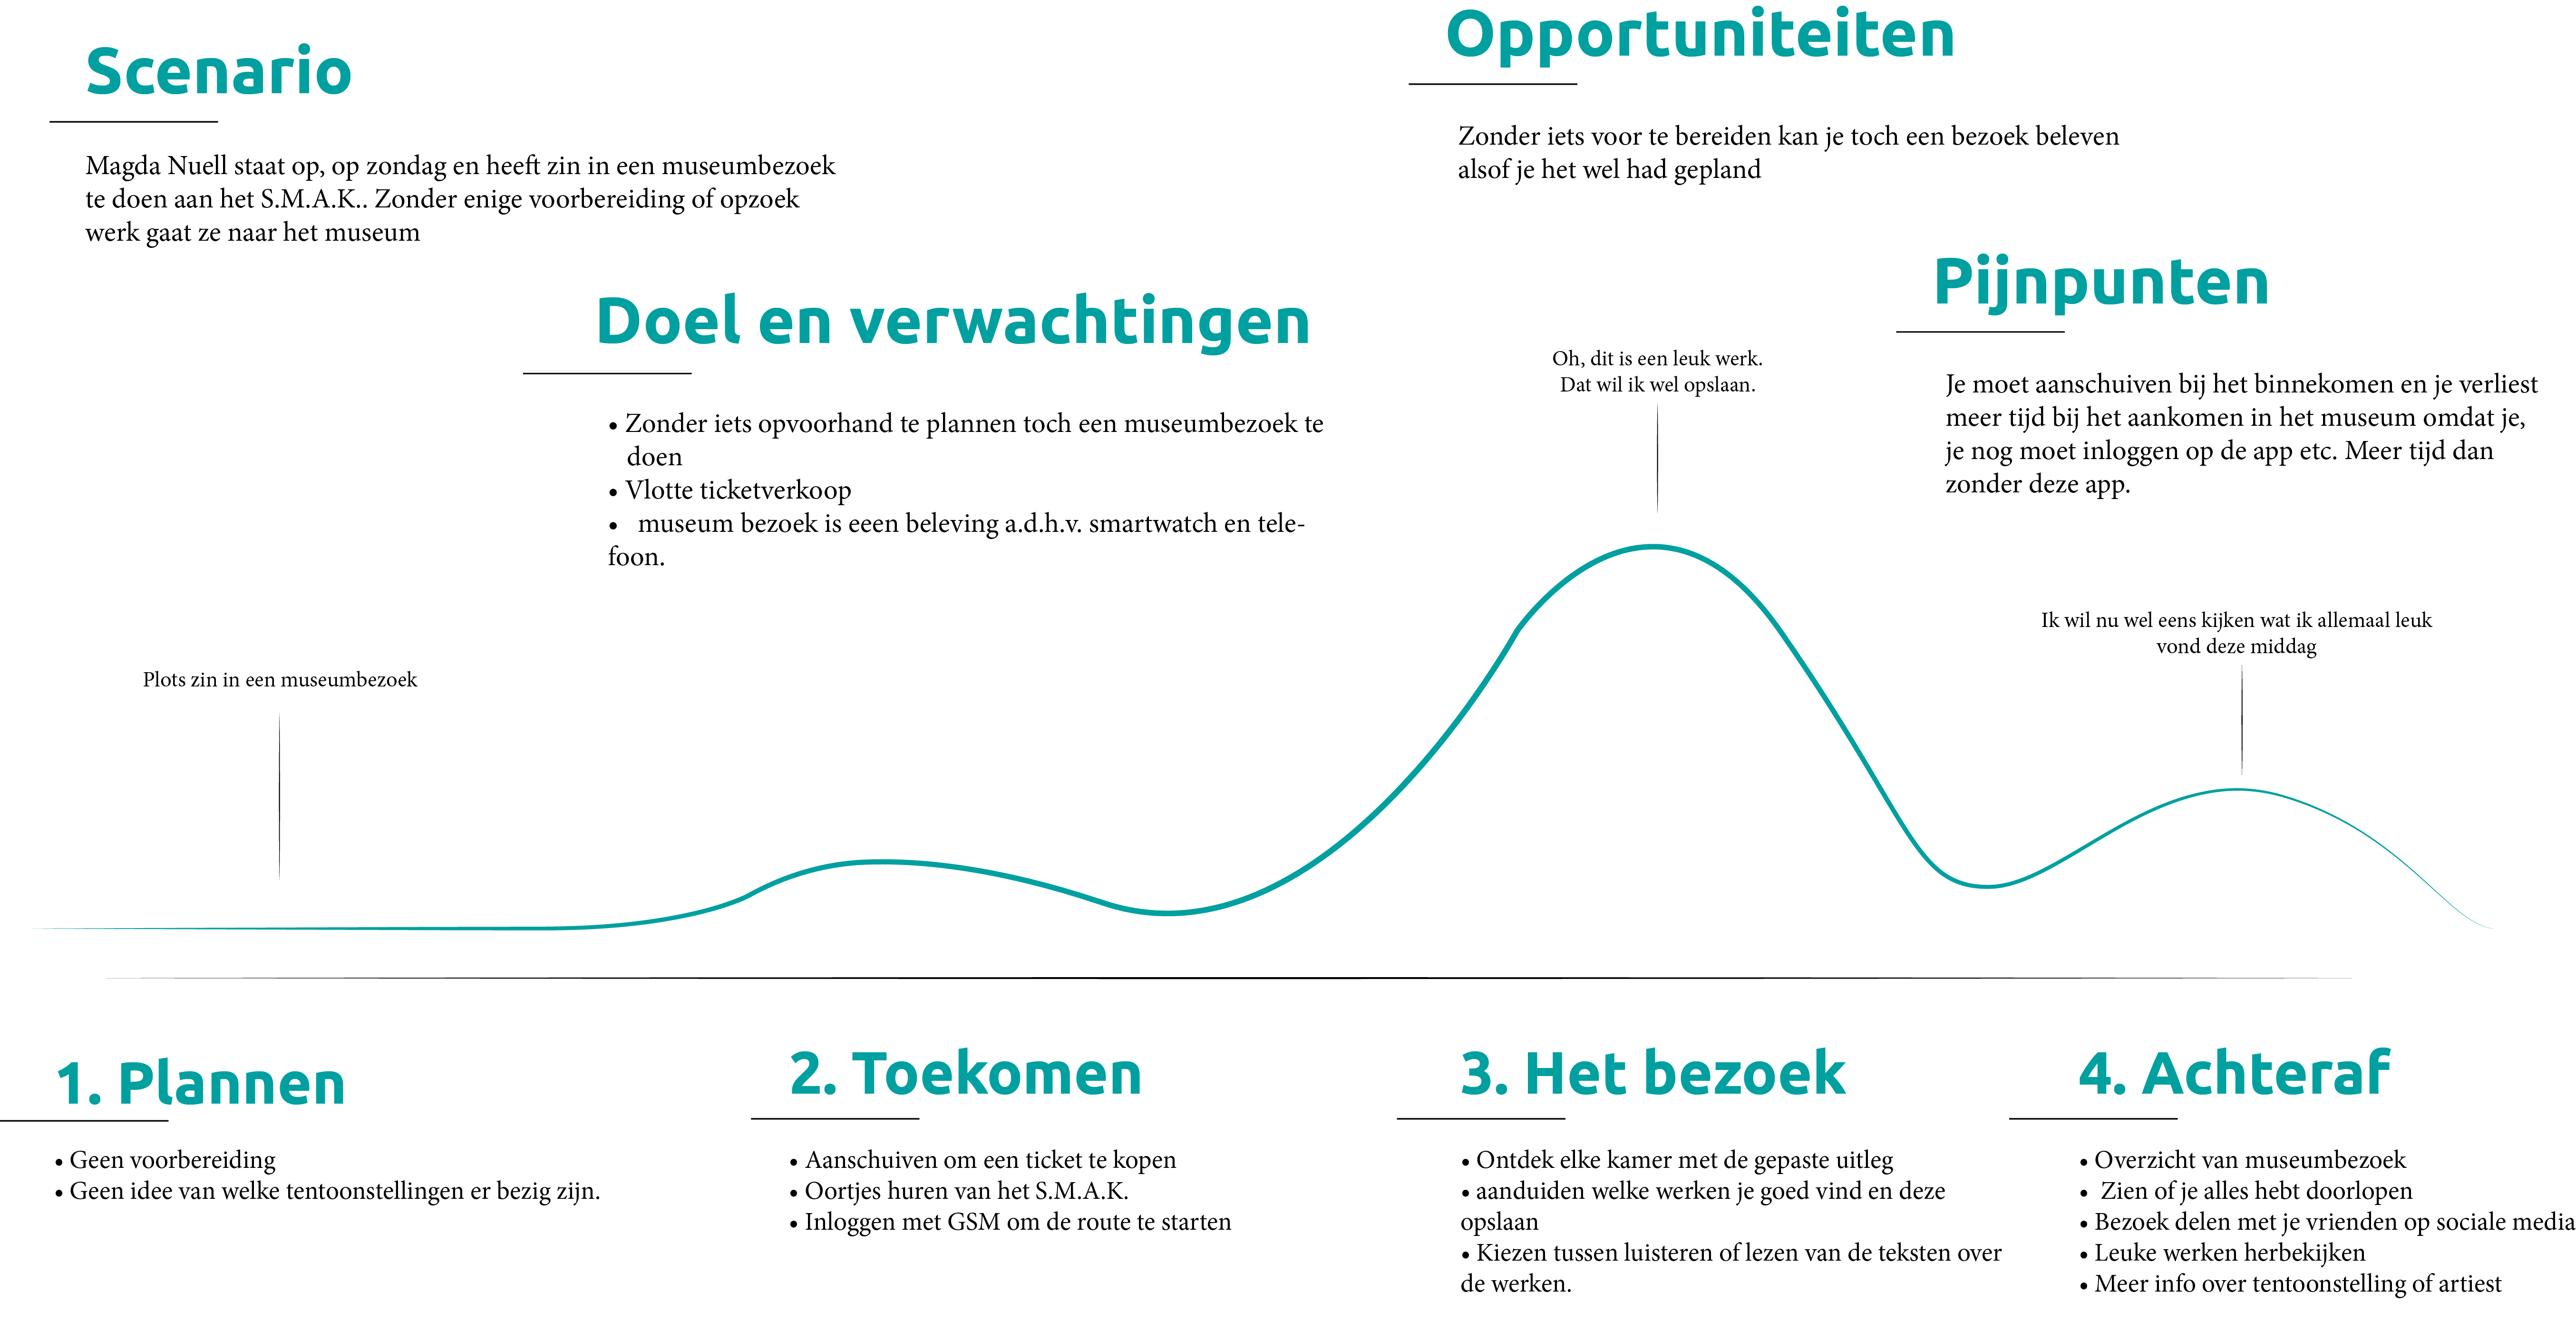 Scenario
Magda Nuell staat op, op zondag en heeft zin in een museumbezoek
te doen aan het S.M.A.K.. Zonder enige voorbereiding of opzoek
werk gaat ze naar het museum
Doel en verwachtingen
• Zonder iets opvoorhand te plannen toch een museumbezoek te
doen
• Vlotte ticketverkoop
• museum bezoek is eeen beleving a.d.h.v. smartwatch en tele-
foon.
Opportuniteiten
Zonder iets voor te bereiden kan je toch een bezoek beleven
alsof je het wel had gepland
Pijnpunten
Je moet aanschuiven bij het binnekomen en je verliest
meer tijd bij het aankomen in het museum omdat je,
je nog moet inloggen op de app etc. Meer tijd dan
zonder deze app.
Plots zin in een museumbezoek
Oh, dit is een leuk werk.
Dat wil ik wel opslaan.
Ik wil nu wel eens kijken wat ik allemaal leuk
vond deze middag
1. Plannen
• Geen voorbereiding
• Geen idee van welke tentoonstellingen er bezig zijn.
2. Toekomen
• Aanschuiven om een ticket te kopen
• Oortjes huren van het S.M.A.K.
• Inloggen met GSM om de route te starten
3. Het bezoek
• Ontdek elke kamer met de gepaste uitleg
• aanduiden welke werken je goed vind en deze
opslaan
• Kiezen tussen luisteren of lezen van de teksten over
de werken.
4. Achteraf
• Overzicht van museumbezoek
• Zien of je alles hebt doorlopen
• Bezoek delen met je vrienden op sociale media
• Leuke werken herbekijken
• Meer info over tentoonstelling of artiest